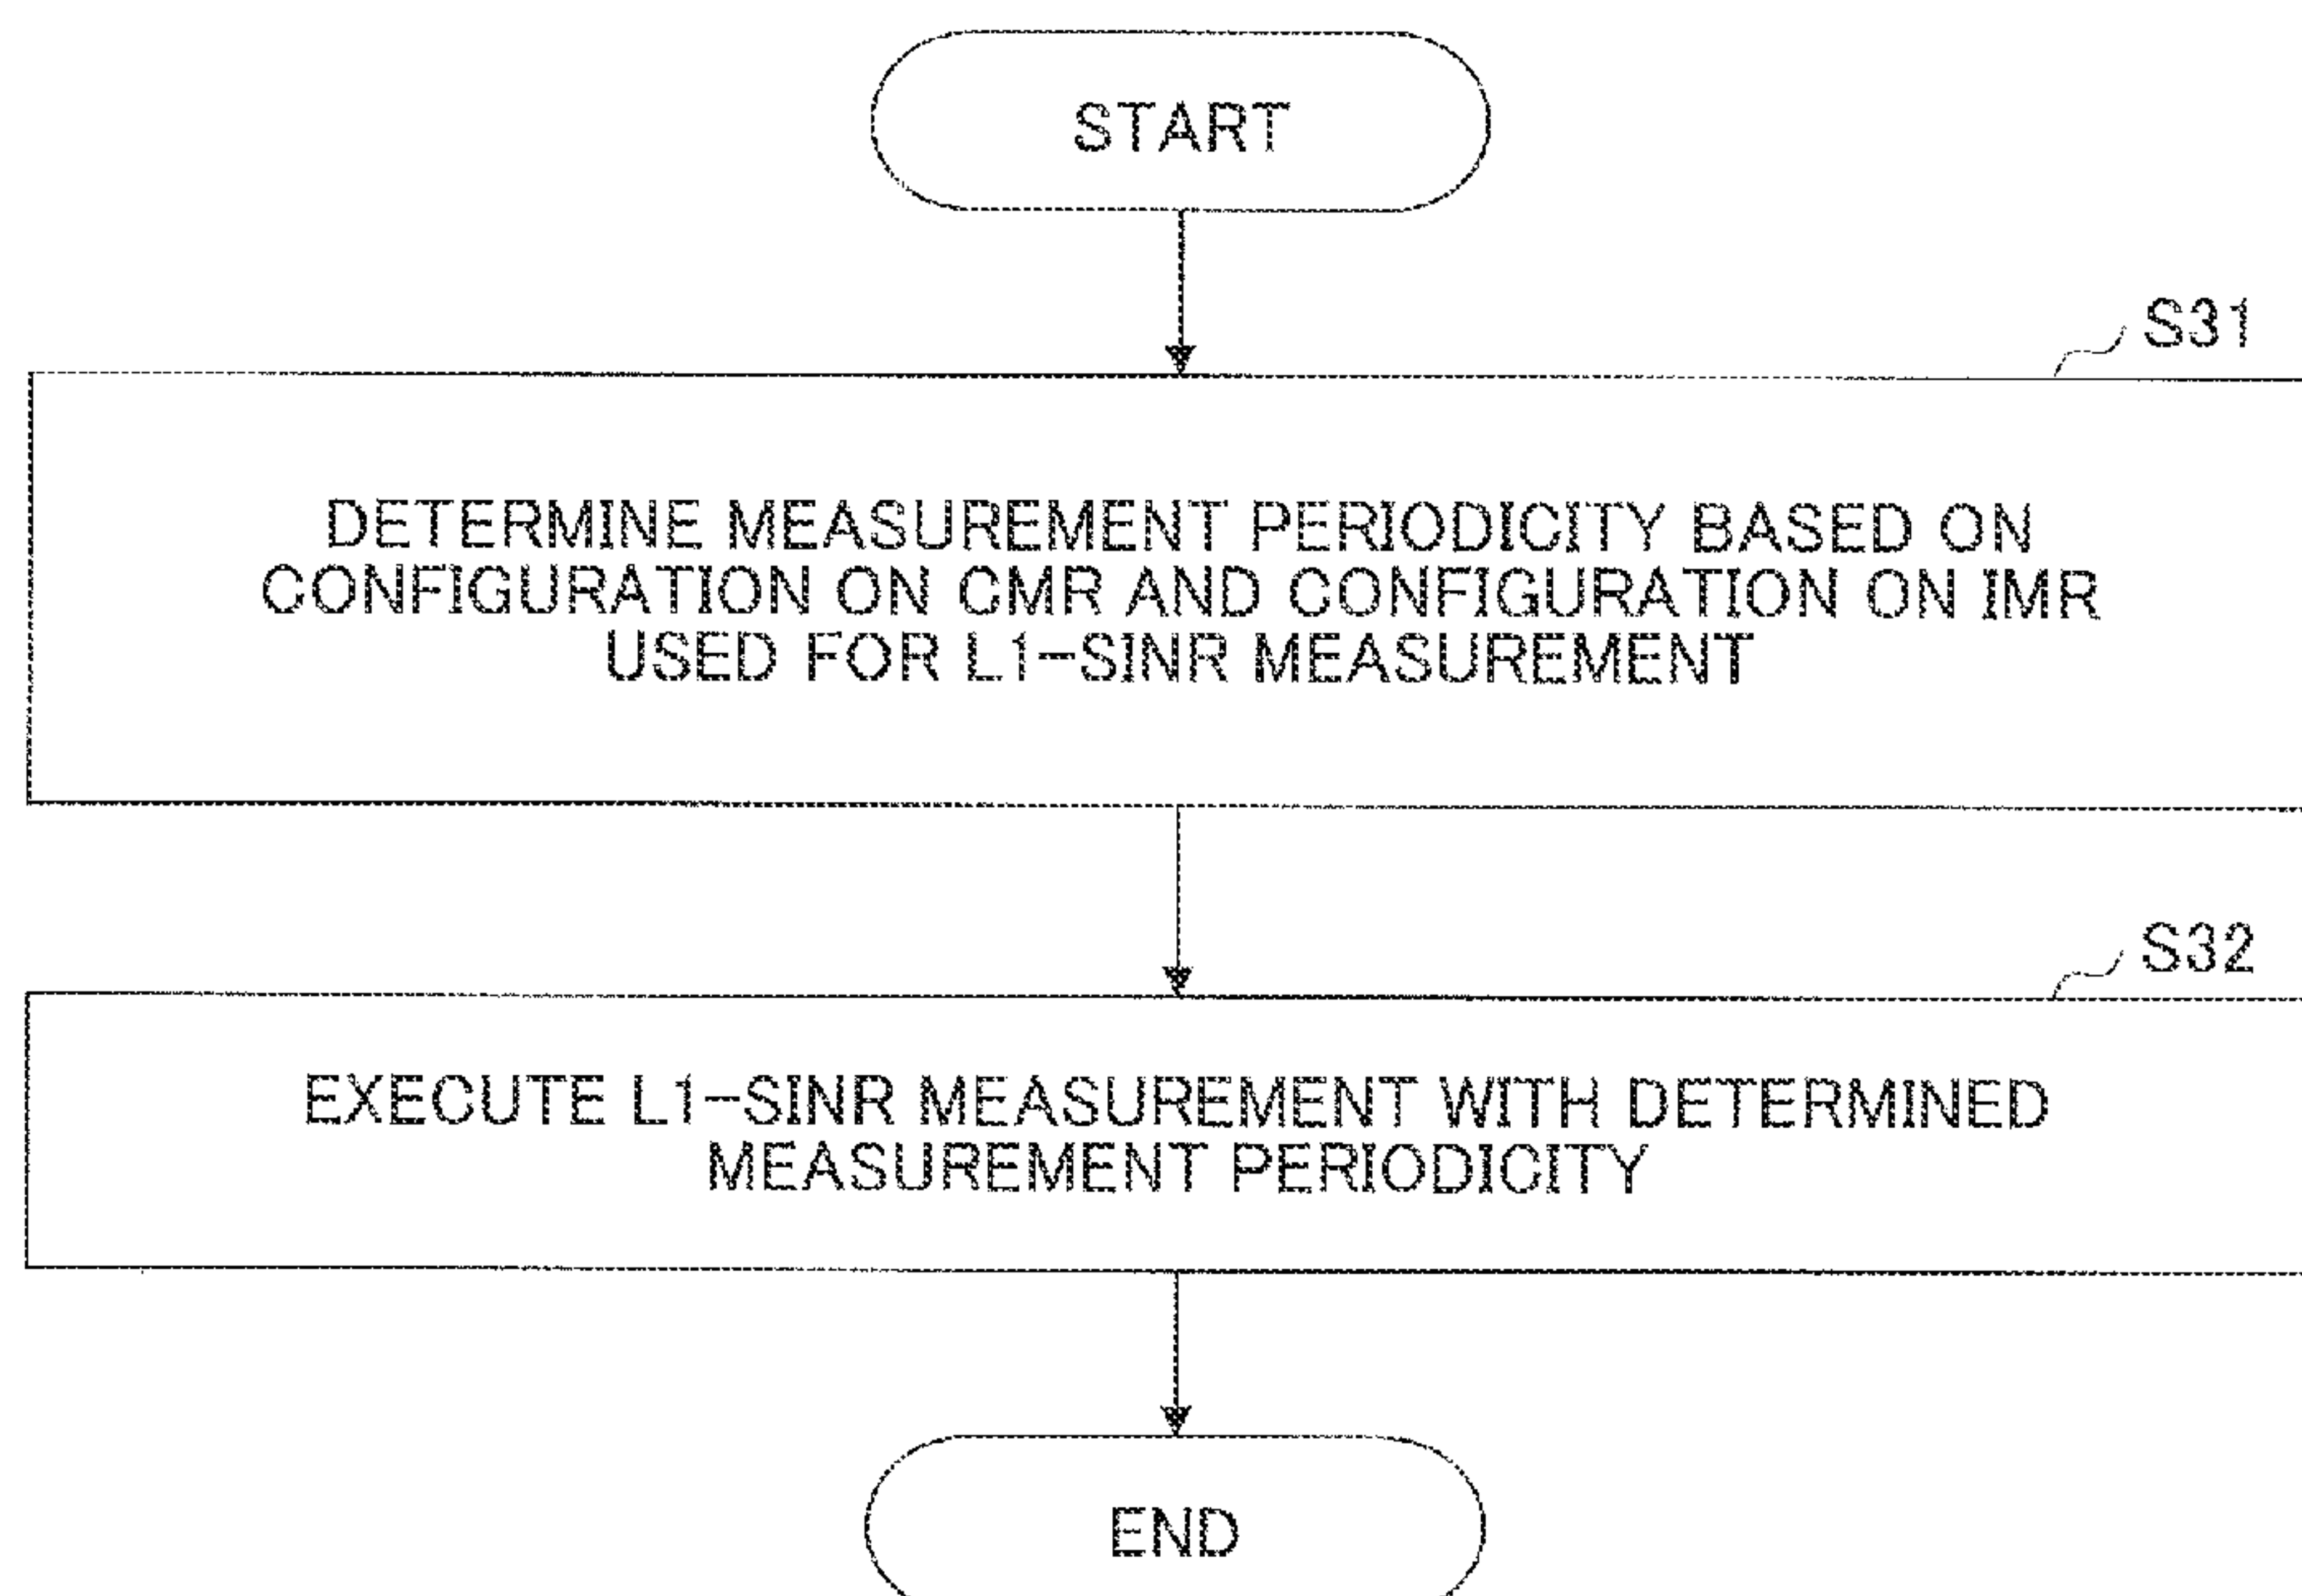 START
S31
DETERMINE MEASUREMENT PERIODICITY BASED ON
CONFIGURATION ON CMR AND CONFIGURATION ON IMR
USED FOR L1-SINR MEASUREMENT
S32
EXECUTE L1-SINR MEASUREMENT WITH DETERMINED
MEASUREMENT PERIODICITY
END